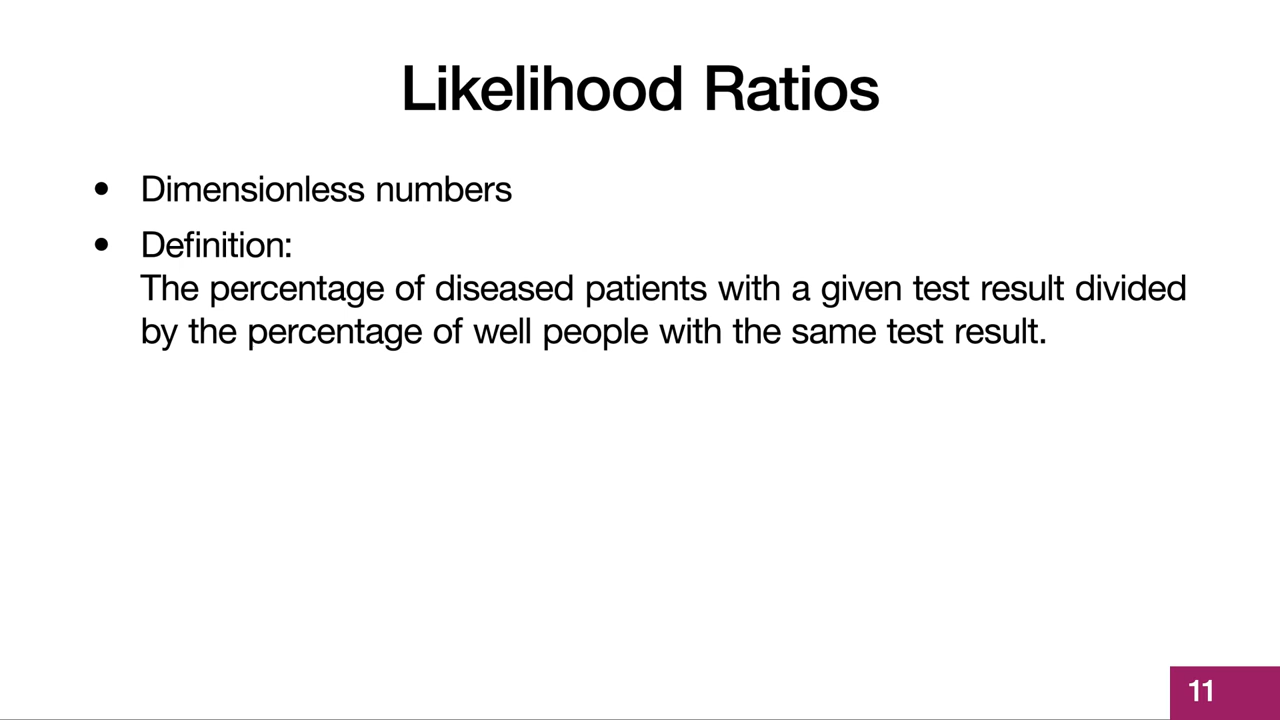 Likelihood Ratios
• Dimensionless numbers
• Definition:
The percentage of diseased patients with a given test result divided
by the percentage of well people with the same test result.
11